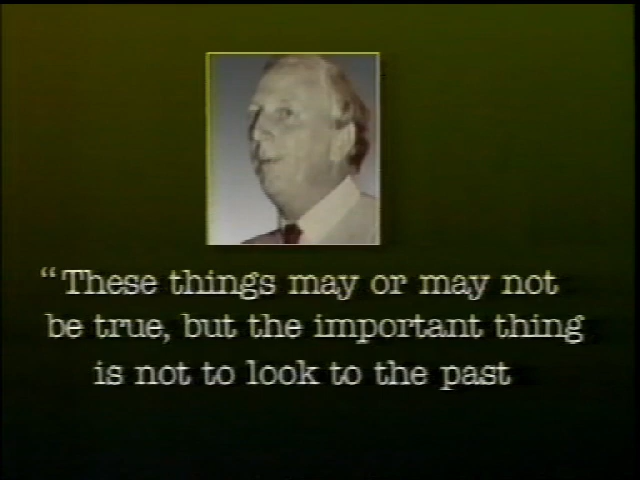 “These things may or may not
be true, but the important thing
is not to look to the past